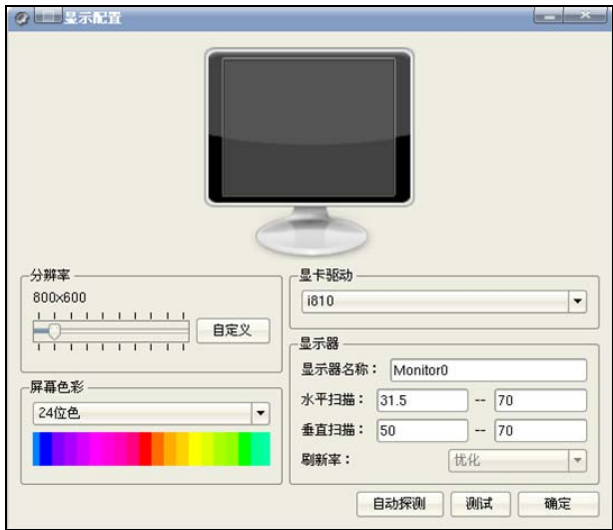 显示配置
分辨率
800x600
自定义
屏幕色彩
24位色
显卡驱动
i810
显示器
显示器名称： Monitor0
水平扫描： 31.5 -- 70
垂直扫描： 50 -- 70
刷新率： 优化
自动探测 测试 确定